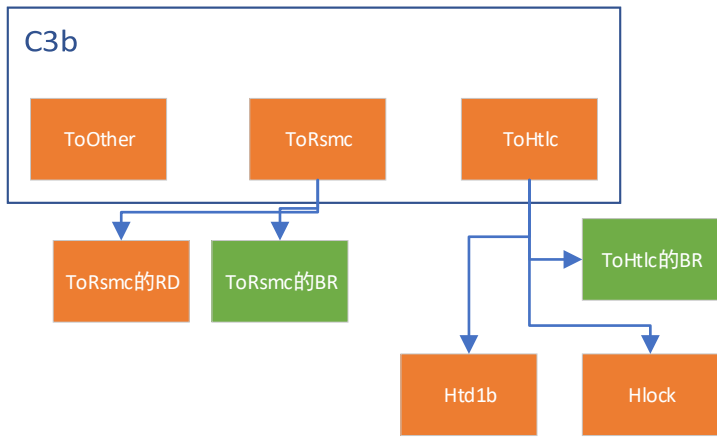 C3b
ToOther
ToRsmc
ToHtlc
ToRsmc的RD
ToRsmc的BR
ToHtlc的BR
Htd1b
Hlock